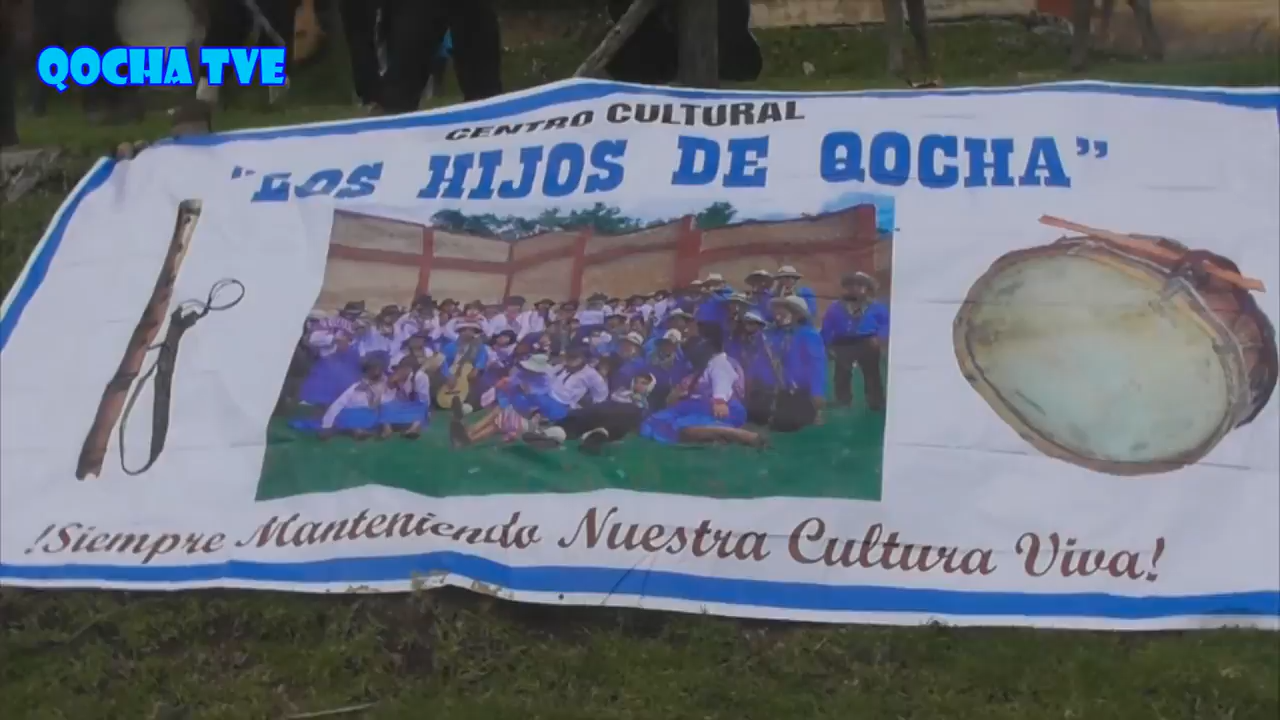 QOCHA TVE
CENTRO CULTURAL
"LOS HIJOS DE QOCHA"
!Siempre Manteniendo Nuestra Cultura Viva!